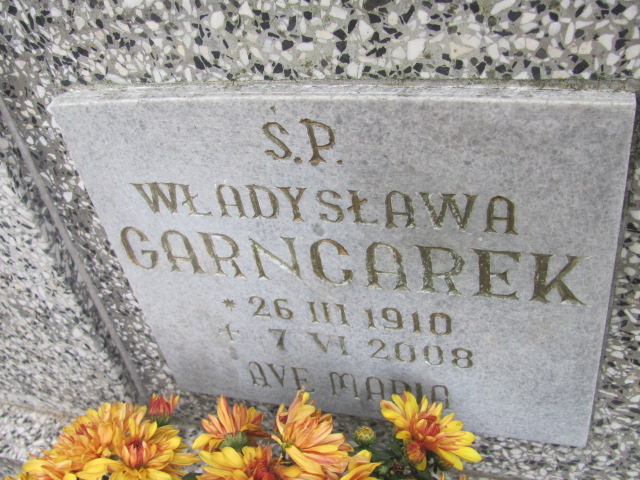 S.P.
WŁADYSŁAWA
GARNCAREK
* 26 III 1910
+ 7 VI 2008
AVE MARIA